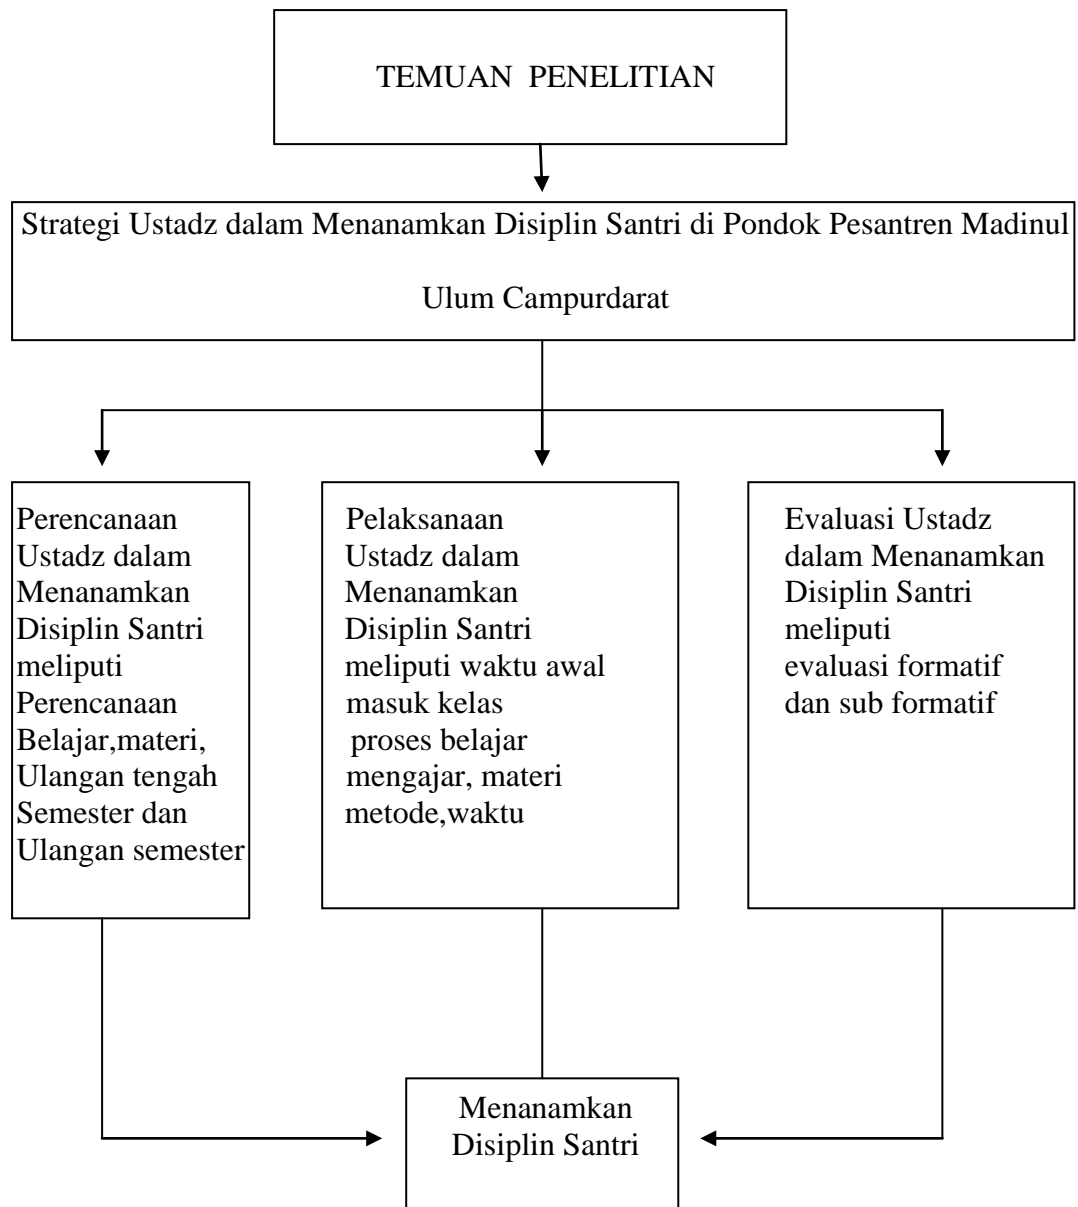 TEMUAN PENELITIAN
Strategi Ustadz dalam Menanamkan Disiplin Santri di Pondok Pesantren Madinul
Ulum Campurdarat
Perencanaan
Ustadz dalam
Menanamkan
Disiplin Santri
meliputi
Perencanaan
Belajar,materi,
Ulangan tengah
Semester dan
Ulangan semester
Pelaksanaan
Ustadz dalam
Menanamkan
Disiplin Santri
meliputi waktu awal
masuk kelas
proses belajar
mengajar, materi
metode,waktu
Evaluasi Ustadz
dalam Menanamkan
Disiplin Santri
meliputi
evaluasi formatif
dan sub formatif
Menanamkan
Disiplin Santri